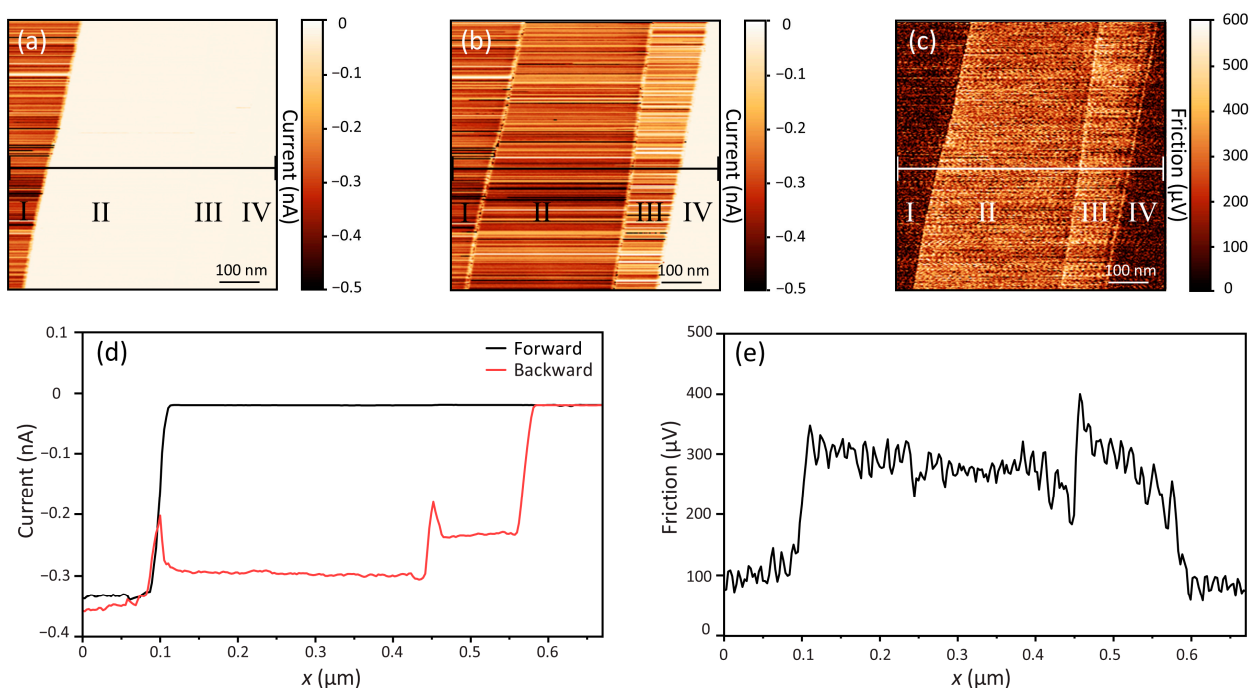 (a)
I
II
III
IV
100 nm
0
−0.1
−0.2
−0.3
−0.4
−0.5
Current (nA)
(b)
I
II
III
IV
100 nm
0
−0.1
−0.2
−0.3
−0.4
−0.5
Current (nA)
(c)
I
II
III
IV
100 nm
600
500
400
300
200
100
0
Friction (μV)
(d)
Forward
Backward
0.1
0
−0.1
−0.2
−0.3
−0.4
Current (nA)
0
0.1
0.2
0.3
0.4
0.5
0.6
x (μm)
(e)
500
400
300
200
100
0
Friction (μV)
0
0.1
0.2
0.3
0.4
0.5
0.6
x (μm)